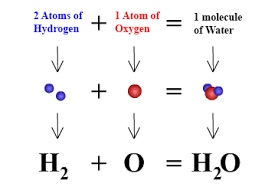 2 Atoms of Hydrogen + 1 Atom of Oxygen = 1 molecule of Water
+ =
H₂ + O = H₂O